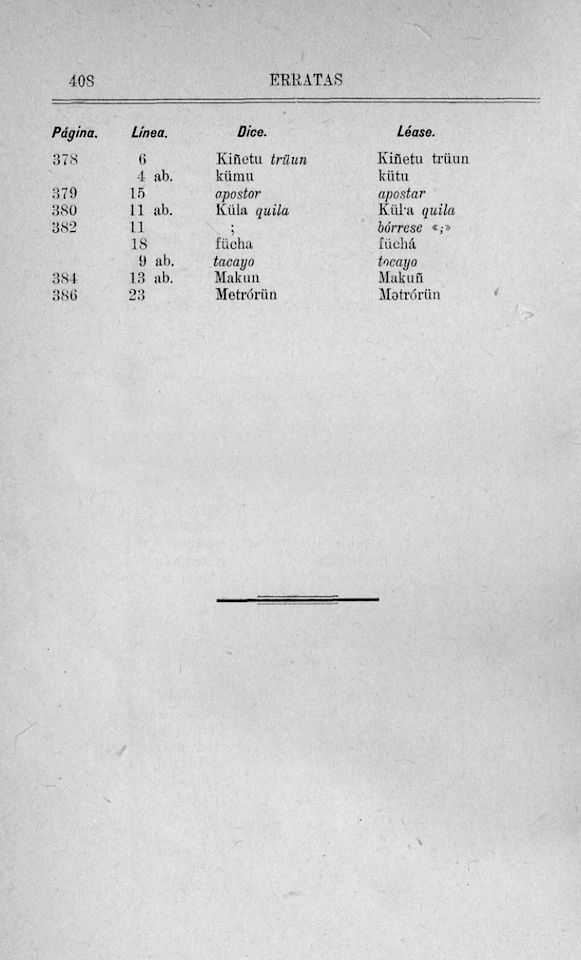 408 ERRATAS
Página. Línea. Dice. Léase.
378 6 Kiñetu trüun Kiñetu trüun
4 ab. kümu kütu
379 15 apostor apostar
380 11 ab. Küla quila Kül'a quila
382 11 ; bórrese «;»
18 fücha füchá
9 ab. tacayo tocayo
384 13 ab. Makun Makuñ
386 23 Metrórün Mətrórün